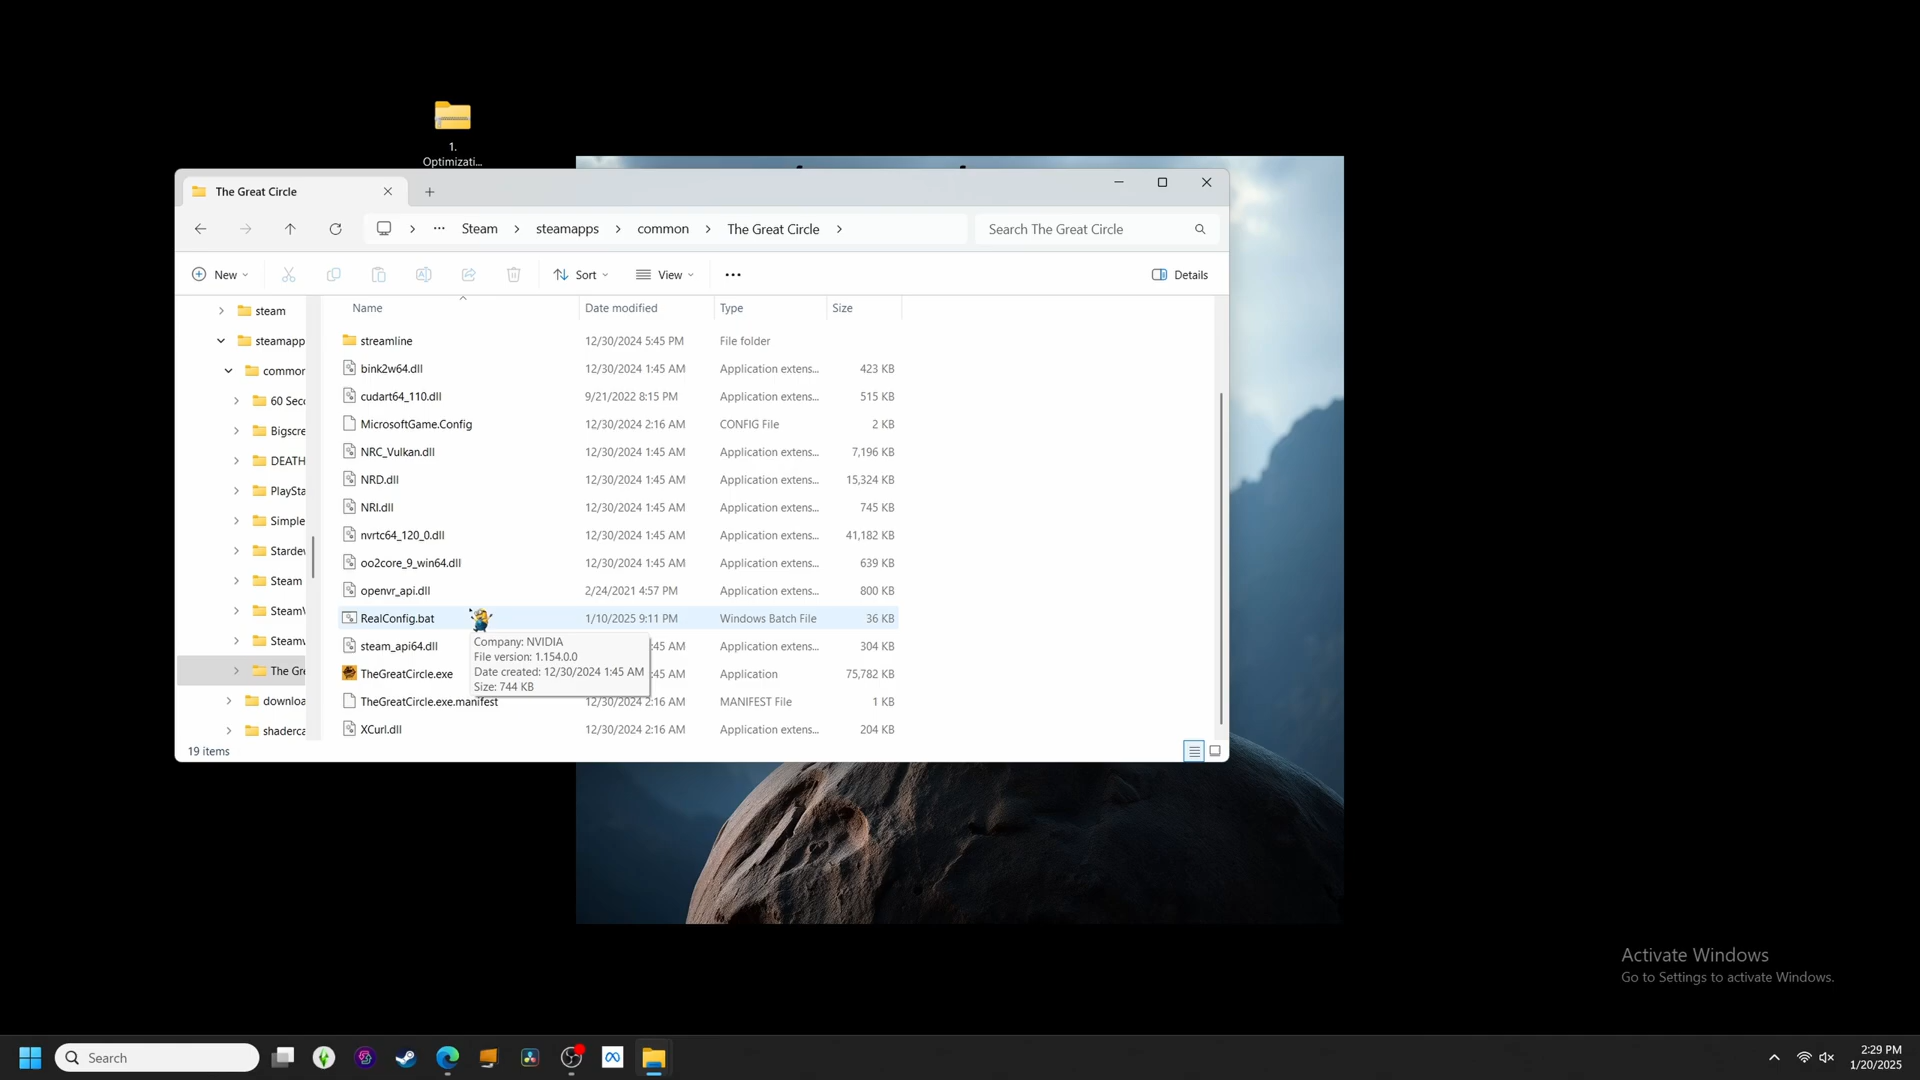 1.
Optimizati...
The Great Circle
Steam
steamapps
common
The Great Circle
Search The Great Circle
New
Sort
View
Details
Name
Date modified
Type
Size
steam
steamapp
commor
60 Sec
Bigscre
DEATH
PlaySta
Simple
Starde
Steam
Steam
Steam
The Gr
downloa
shaderca
streamline 12/30/2024 5:45 PM File folder
bink2w64.dll 12/30/2024 1:45 AM Application extens... 423 KB
cudart64_110.dll 9/21/2022 8:15 PM Application extens... 515 KB
MicrosoftGame.Config 12/30/2024 2:16 AM CONFIG File 2 KB
NRC_Vulkan.dll 12/30/2024 1:45 AM Application extens... 7,196 KB
NRD.dll 12/30/2024 1:45 AM Application extens... 15,324 KB
NRI.dll 12/30/2024 1:45 AM Application extens... 745 KB
nvrtc64_120_0.dll 12/30/2024 1:45 AM Application extens... 41,182 KB
oo2core_9_win64.dll 12/30/2024 1:45 AM Application extens... 639 KB
openvr_api.dll 2/24/2021 4:57 PM Application extens... 800 KB
RealConfig.bat 1/10/2025 9:11 PM Windows Batch File 36 KB
steam_api64.dll :45 AM Application extens... 304 KB
TheGreatCircle.exe :45 AM Application 75,782 KB
TheGreatCircle.exe.manifest 12/30/2024 2:16 AM MANIFEST File 1 KB
XCurl.dll 12/30/2024 2:16 AM Application extens... 204 KB
Company: NVIDIA
File version: 1.154.0.0
Date created: 12/30/2024 1:45 AM
Size: 744 KB
19 items
Activate Windows
Go to Settings to activate Windows.
Search
2:29 PM
1/20/2025